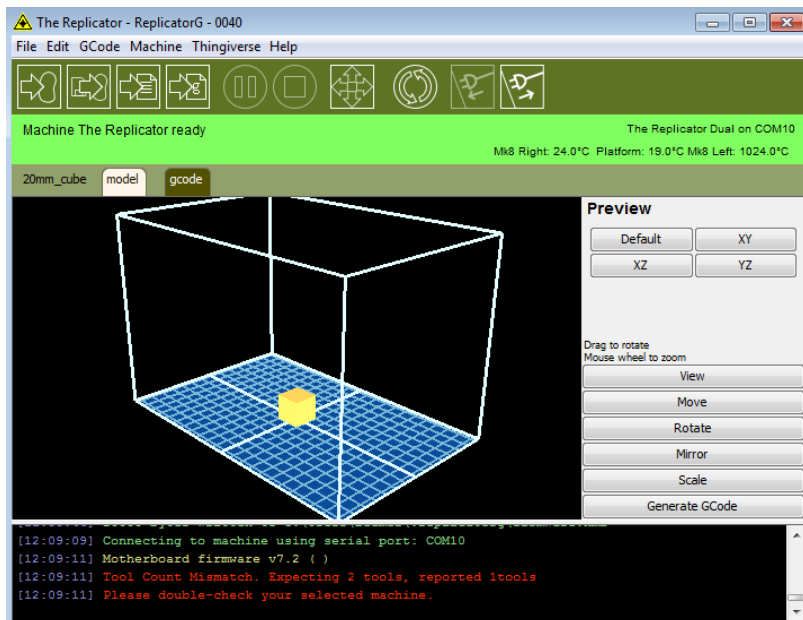 The Replicator - ReplicatorG - 0040
File Edit GCode Machine Thingiverse Help
Machine The Replicator ready
The Replicator Dual on COM10
Mk8 Right: 24.0°C Platform: 19.0°C Mk8 Left: 1024.0°C
20mm_cube model gcode
Preview
Default XY
XZ YZ
Drag to rotate
Mouse wheel to zoom
View
Move
Rotate
Mirror
Scale
Generate GCode
[12:09:09] Connecting to machine using serial port: COM10
[12:09:11] Motherboard firmware v7.2 ( )
[12:09:11] Tool Count Mismatch. Expecting 2 tools, reported 1tools
[12:09:11] Please double-check your selected machine.